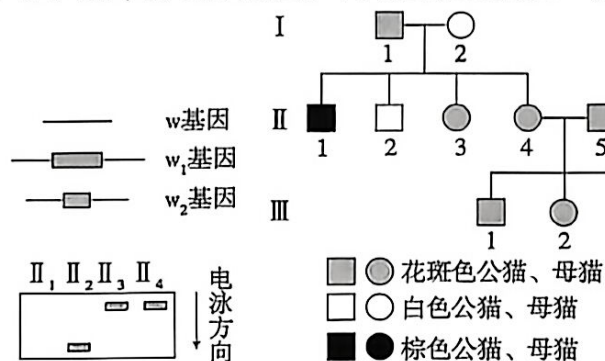 I
1
2
w基因
w₁基因
w₂基因
II
1
2
3
4
5
III
1
2
II₁ II₂ II₃ II₄
电泳方向
花斑色公猫、母猫
白色公猫、母猫
棕色公猫、母猫